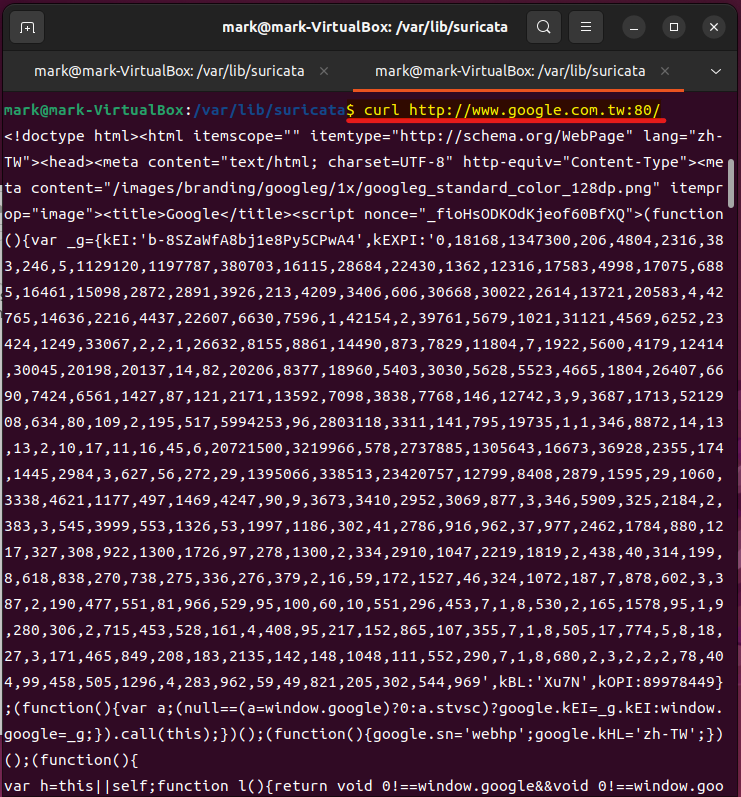 mark@mark-VirtualBox: /var/lib/suricata
mark@mark-VirtualBox: /var/lib/suricata
mark@mark-VirtualBox: /var/lib/suricata
mark@mark-VirtualBox:/var/lib/suricata$ curl http://www.google.com.tw:80/
<!doctype html><html itemscope="" itemtype="http://schema.org/WebPage" lang="zh-
TW"><head><meta content="text/html; charset=UTF-8" http-equiv="Content-Type"><me
ta content="/images/branding/googleg/1x/googleg_standard_color_128dp.png" itempr
op="image"><title>Google</title><script nonce="_fioHsODKOdKjeof60BfXQ">(function
(){var _g={kEI:'b-8SZaWfA8bj1e8Py5CPwA4',kEXPI:'0,18168,1347300,206,4804,2316,38
3,246,5,1129120,1197787,380703,16115,28684,22430,1362,12316,17583,4998,17075,688
5,16461,15098,2872,2891,3926,213,4209,3406,606,30668,30022,2614,13721,20583,4,42
765,14636,2216,4437,22607,6630,7596,1,42154,2,39761,5679,1021,31121,4569,6252,23
424,1249,33067,2,2,1,26632,8155,8861,14490,873,7829,11804,7,1922,5600,4179,12414
,30045,20198,20137,14,82,20206,8377,18960,5403,3030,5628,5523,4665,1804,26407,66
90,7424,6561,1427,87,121,2171,13592,7098,3838,7768,146,12742,3,9,3687,1713,52129
08,634,80,109,2,195,517,5994253,96,2803118,3311,141,795,19735,1,1,346,8872,14,13
,13,2,10,17,11,16,45,6,20721500,3219966,578,2737885,1305643,16673,36928,2355,174
,1445,2984,3,627,56,272,29,1395066,338513,23420757,12799,8408,2879,1595,29,1060,
3338,4621,1177,497,1469,4247,90,9,3673,3410,2952,3069,877,3,346,5909,325,2184,2,
383,3,545,3999,553,1326,53,1997,1186,302,41,2786,916,962,37,977,2462,1784,880,12
17,327,308,922,1300,1726,97,278,1300,2,334,2910,1047,2219,1819,2,438,40,314,199,
8,618,838,270,738,275,336,276,379,2,16,59,172,1527,46,324,1072,187,7,878,602,3,3
87,2,190,477,551,81,966,529,95,100,60,10,551,296,453,7,1,8,530,2,165,1578,95,1,9
,280,306,2,715,453,528,161,4,408,95,217,152,865,107,355,7,1,8,505,17,774,5,8,18,
27,3,171,465,849,208,183,2135,142,148,1048,111,552,290,7,1,8,680,2,3,2,2,2,78,40
4,99,458,505,1296,4,283,962,59,49,821,205,302,544,969',kBL:'Xu7N',kOPI:89978449}
;(function(){var a;(null==(a=window.google)?0:a.stvsc)?google.kEI=_g.kEI:window.
google=_g;}).call(this);})();(function(){google.sn='webhp';google.kHL='zh-TW';})
();(function(){
var h=this||self;function l(){return void 0!==window.google&&void 0!==window.goo